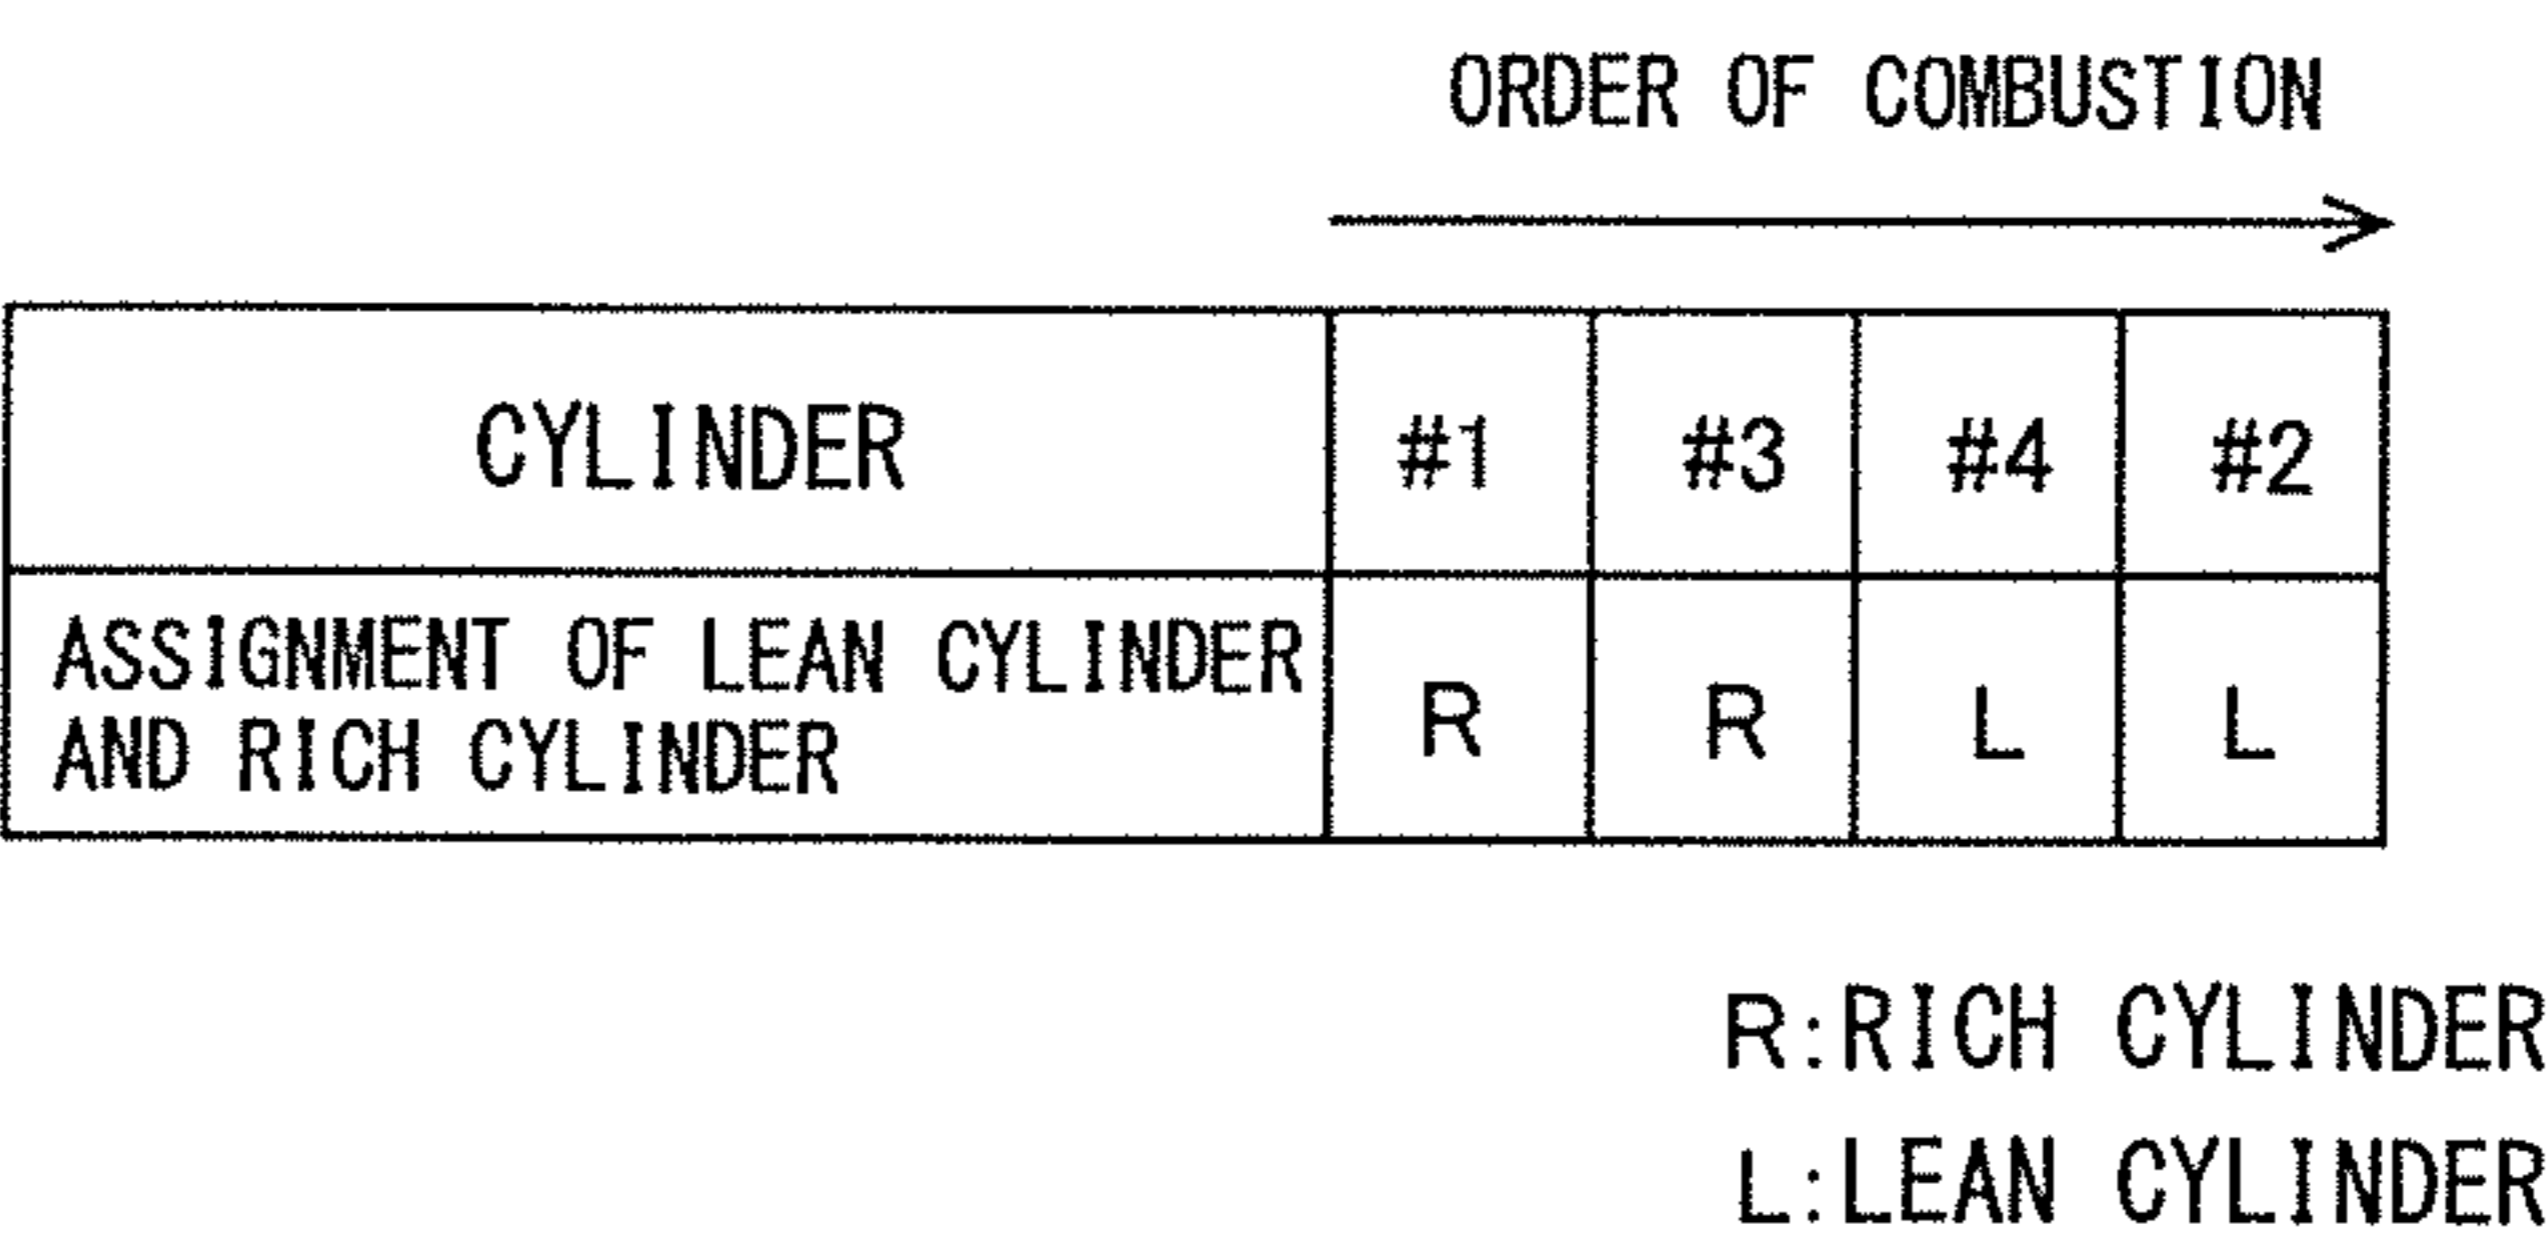 ORDER OF COMBUSTION
CYLINDER #1 #3 #4 #2
ASSIGNMENT OF LEAN CYLINDER
AND RICH CYLINDER R R L L
R:RICH CYLINDER
L:LEAN CYLINDER